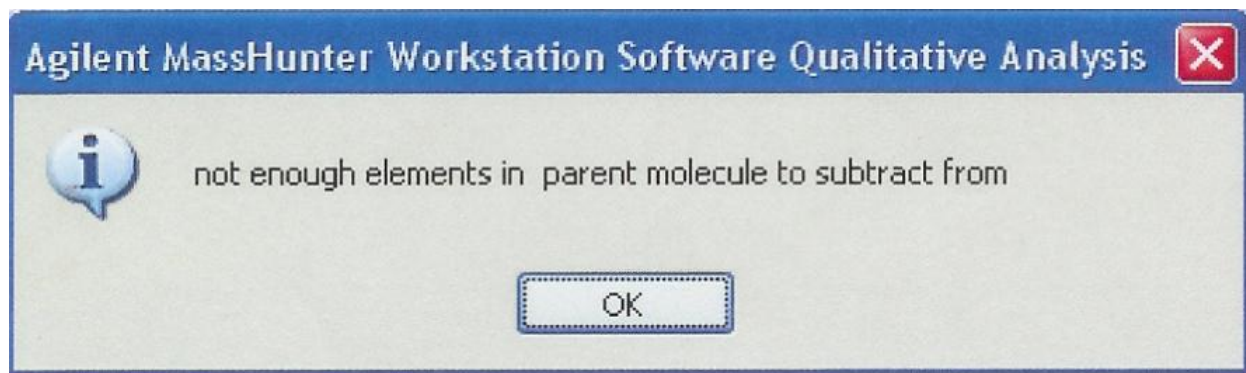 Agilent MassHunter Workstation Software Qualitative Analysis
not enough elements in parent molecule to subtract from
OK